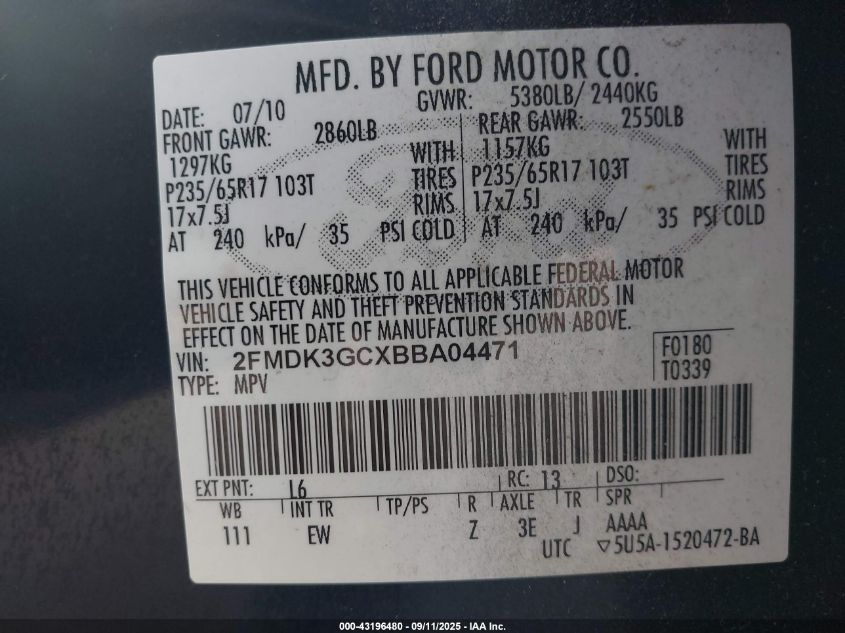 MFD. BY FORD MOTOR CO.
DATE: 07/10 GVWR: 5380LB/ 2440KG
FRONT GAWR: 2860LB REAR GAWR: 2550LB
1297KG WITH 1157KG WITH
P235/65R17 103T TIRES P235/65R17 103T TIRES
17x7.5J RIMS 17x7.5J RIMS
AT 240 kPa/ 35 PSI COLD AT 240 kPa/ 35 PSI COLD
THIS VEHICLE CONFORMS TO ALL APPLICABLE FEDERAL MOTOR
VEHICLE SAFETY AND THEFT PREVENTION STANDARDS IN
EFFECT ON THE DATE OF MANUFACTURE SHOWN ABOVE.
VIN: 2FMDK3GCXBBA04471 F0180
TYPE: MPV T0339
EXT PNT: L6 RC: 13 DSO:
WB INT TR TP/PS R AXLE TR SPR
111 EW Z 3E J AAAA
UTC ▽5U5A-1520472-BA
000-43196480 - 09/11/2025 - IAA Inc.